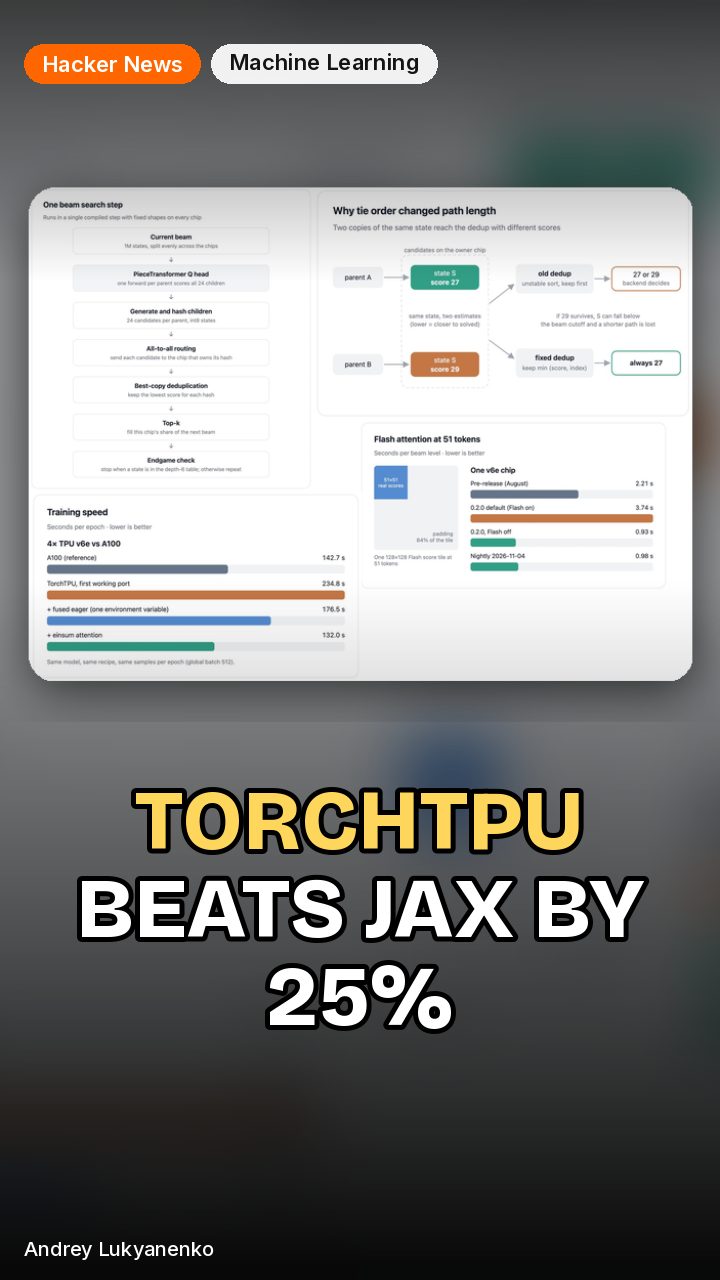 Hacker News
Machine Learning
One beam search step
Runs in a single compiled step with fixed shapes on every chip
Current beam
1M states, split evenly across the chips
↓
PieceTransformer Q head
one forward per parent scores all 24 children
↓
Generate and hash children
24 candidates per parent, int8 states
↓
All-to-all routing
send each candidate to the chip that owns its hash
↓
Best-copy deduplication
keep the lowest score for each hash
↓
Top-k
fill this chip's share of the next beam
↓
Endgame check
stop when a state is in the depth-6 table; otherwise repeat
Why tie order changed path length
Two copies of the same state reach the dedup with different scores
candidates on the owner chip
parent A
state S
score 27
old dedup
unstable sort, keep first
27 or 29
backend decides
same state, two estimates
(lower = closer to solved)
if 29 survives, S can fall below
the beam cutoff and a shorter path is lost
parent B
state S
score 29
fixed dedup
keep min (score, index)
always 27
Flash attention at 51 tokens
Seconds per beam level · lower is better
51×51
real scores
padding
84% of the tile
One 128×128 Flash score tile at
51 tokens
One v6e chip
Pre-release (August) 2.21 s
0.2.0 default (Flash on) 3.74 s
0.2.0, Flash off 0.93 s
Nightly 2026-11-04 0.98 s
Training speed
Seconds per epoch · lower is better
4× TPU v6e vs A100
A100 (reference) 142.7 s
TorchTPU, first working port 234.8 s
+ fused eager (one environment variable) 176.5 s
+ einsum attention 132.0 s
Same model, same recipe, same samples per epoch (global batch 512).
TORCHTPU
BEATS JAX BY
25%
Andrey Lukyanenko